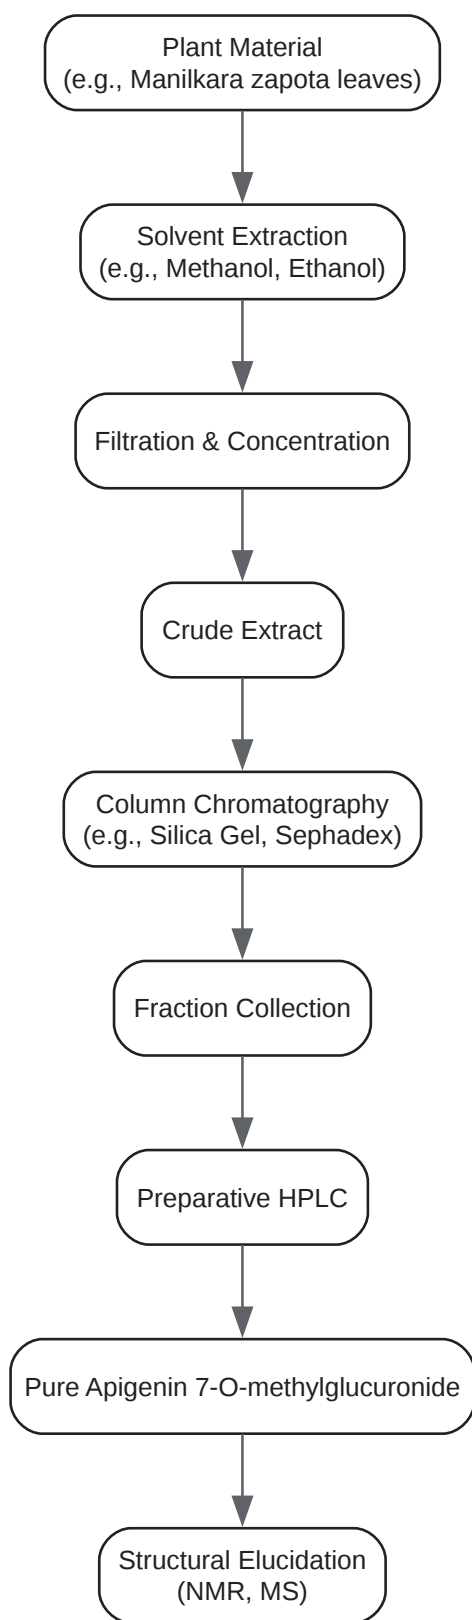 Plant Material
(e.g., Manilkara zapota leaves)
Solvent Extraction
(e.g., Methanol, Ethanol)
Filtration & Concentration
Crude Extract
Column Chromatography
(e.g., Silica Gel, Sephadex)
Fraction Collection
Preparative HPLC
Pure Apigenin 7-O-methylglucuronide
Structural Elucidation
(NMR, MS)